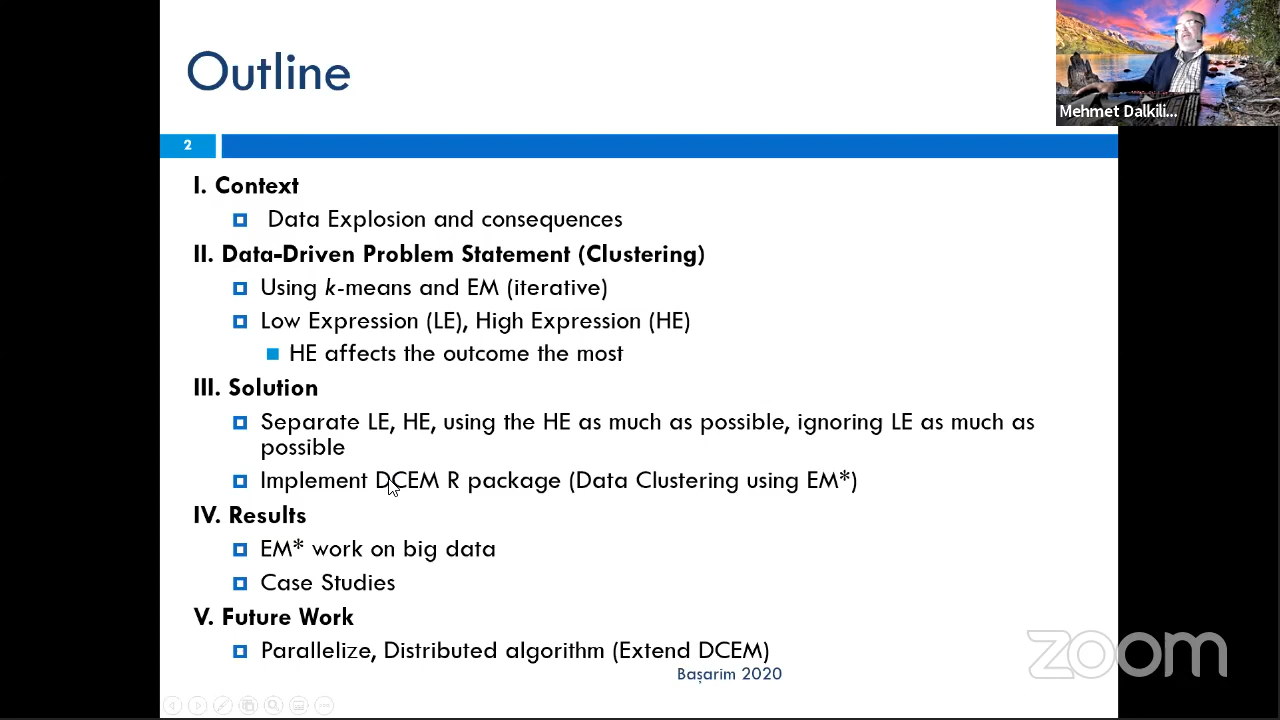 Outline
Mehmet Dalkili...
2
I. Context
Data Explosion and consequences
II. Data-Driven Problem Statement (Clustering)
Using k-means and EM (iterative)
Low Expression (LE), High Expression (HE)
HE affects the outcome the most
III. Solution
Separate LE, HE, using the HE as much as possible, ignoring LE as much as
possible
Implement DCEM R package (Data Clustering using EM*)
IV. Results
EM* work on big data
Case Studies
V. Future Work
Parallelize, Distributed algorithm (Extend DCEM)
Başarim 2020
zoom